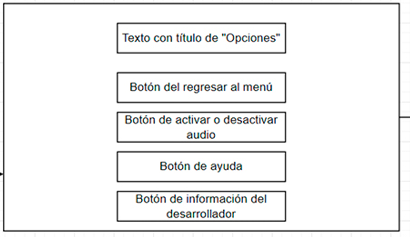 Texto con título de "Opciones"
Botón del regresar al menú
Botón de activar o desactivar
audio
Botón de ayuda
Botón de información del
desarrollador